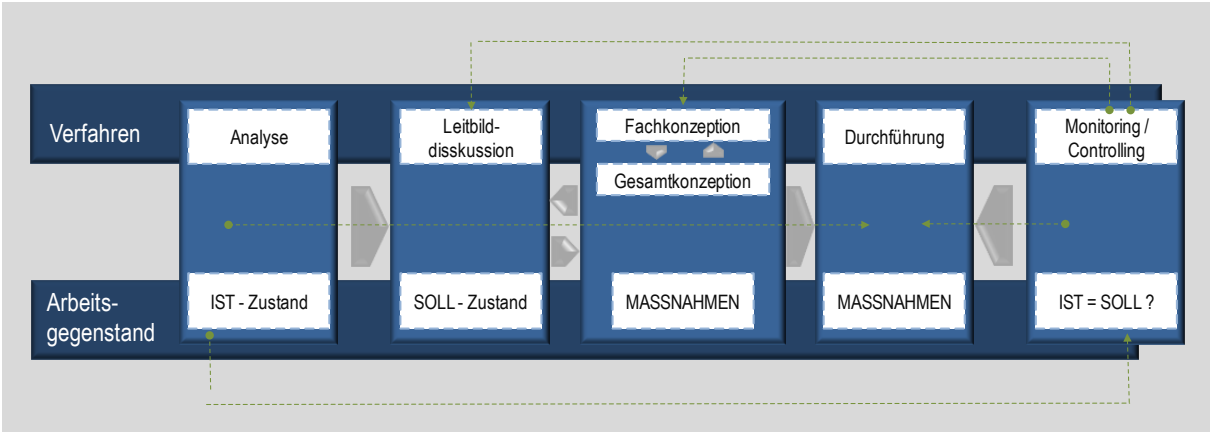 Verfahren
Analyse
Leitbild-
disskussion
Fachkonzeption
Gesamtkonzeption
Durchführung
Monitoring /
Controlling
Arbeits-
gegenstand
IST - Zustand
SOLL - Zustand
MASSNAHMEN
MASSNAHMEN
IST = SOLL ?